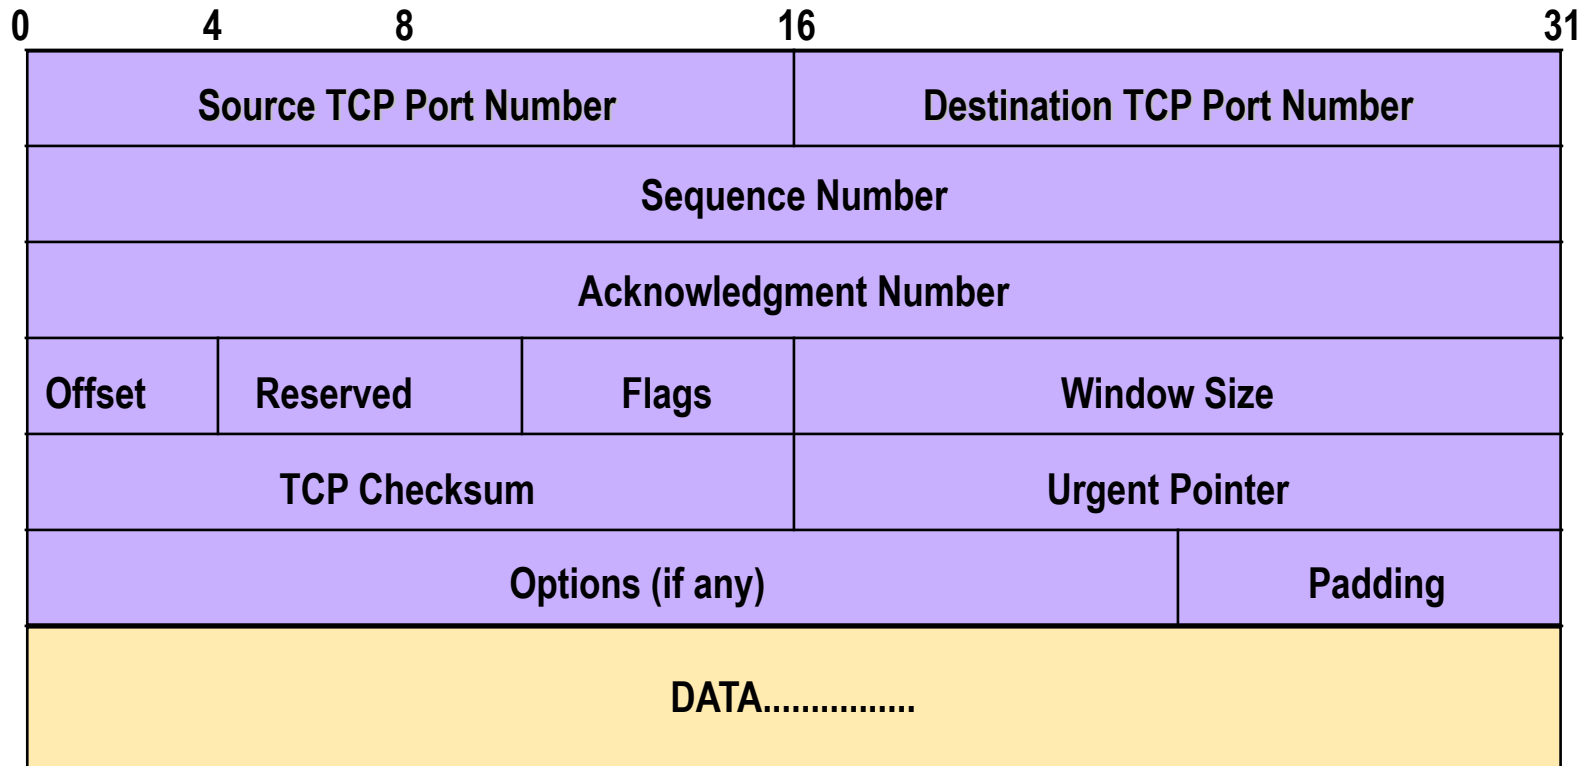 0 4 8 16 31
Source TCP Port Number Destination TCP Port Number
Sequence Number
Acknowledgment Number
Offset Reserved Flags Window Size
TCP Checksum Urgent Pointer
Options (if any) Padding
DATA................